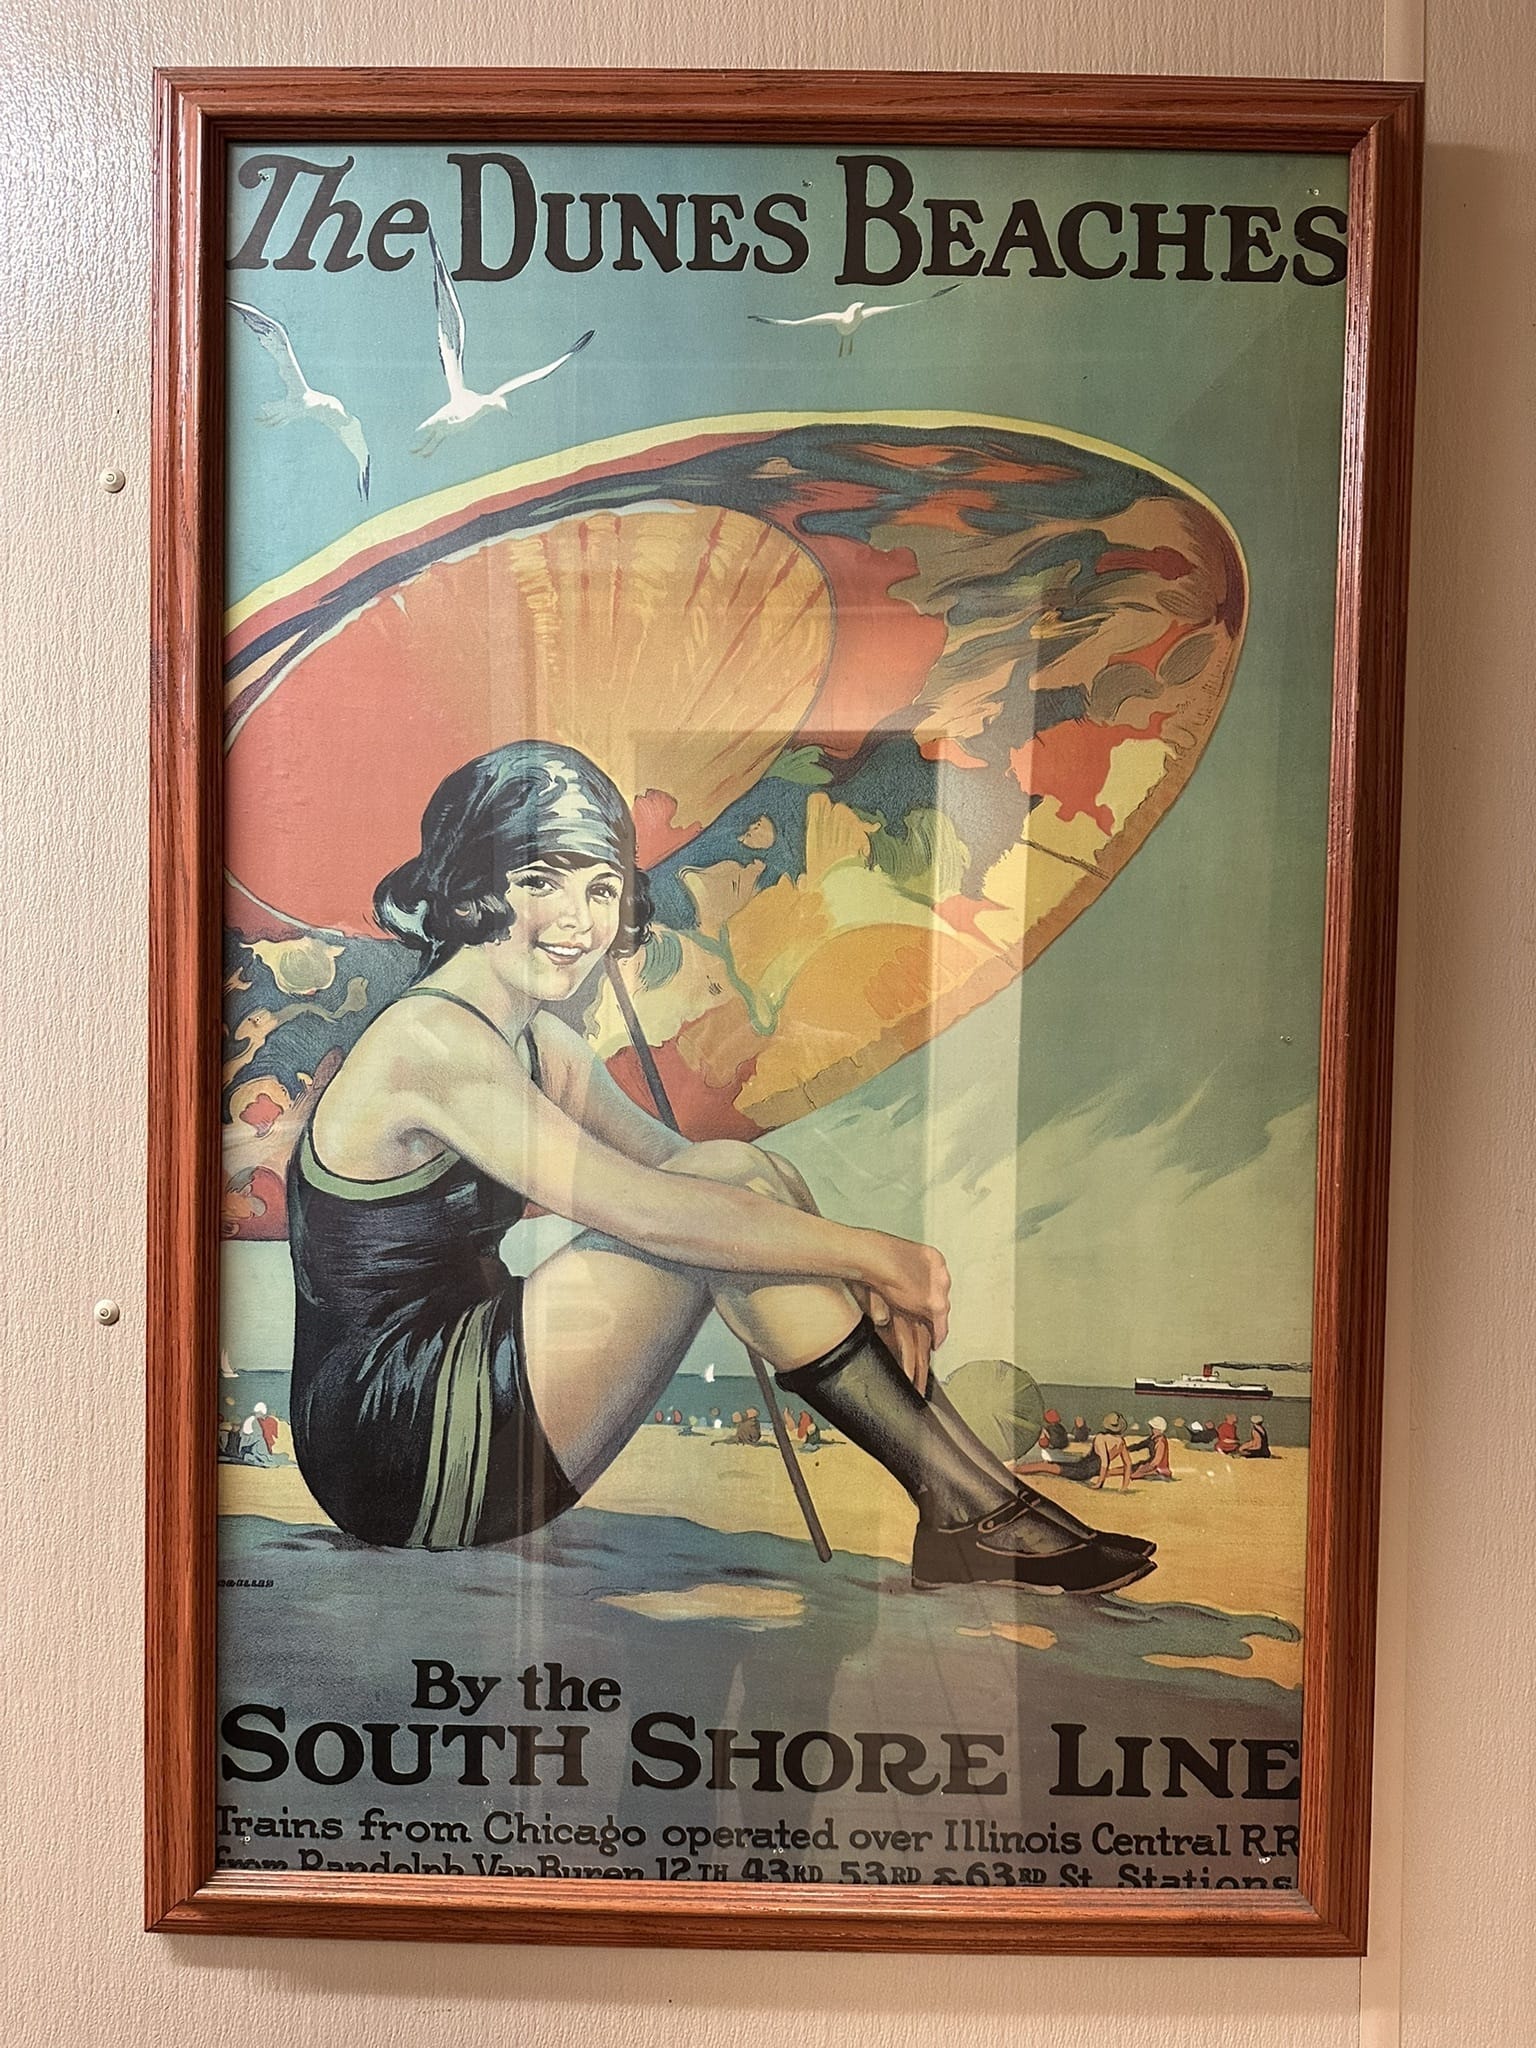 The DUNES BEACHES
By the
SOUTH SHORE LINE
Trains from Chicago operated over Illinois Central R.R
from Randolph Van Buren 12TH 43RD 53RD & 63RD St. Stations